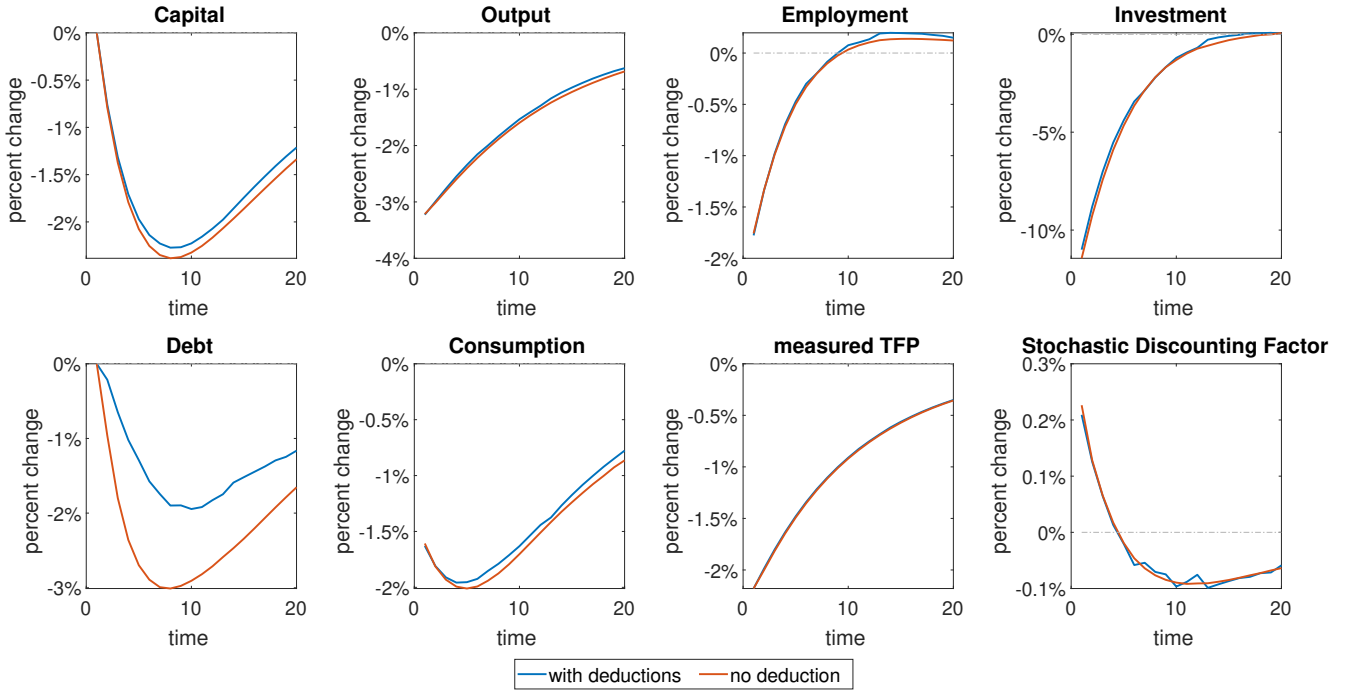 Capital
0%
-0.5%
-1%
-1.5%
-2%
percent change
0 10 20
time
Output
0%
-1%
-2%
-3%
-4%
percent change
0 10 20
time
Employment
0%
-0.5%
-1%
-1.5%
-2%
percent change
0 10 20
time
Investment
0%
-5%
-10%
percent change
0 10 20
time
Debt
0%
-1%
-2%
-3%
percent change
0 10 20
time
Consumption
0%
-0.5%
-1%
-1.5%
-2%
percent change
0 10 20
time
measured TFP
0%
-0.5%
-1%
-1.5%
-2%
percent change
0 10 20
time
Stochastic Discounting Factor
0.3%
0.2%
0.1%
0%
-0.1%
percent change
0 10 20
time
with deductions no deduction